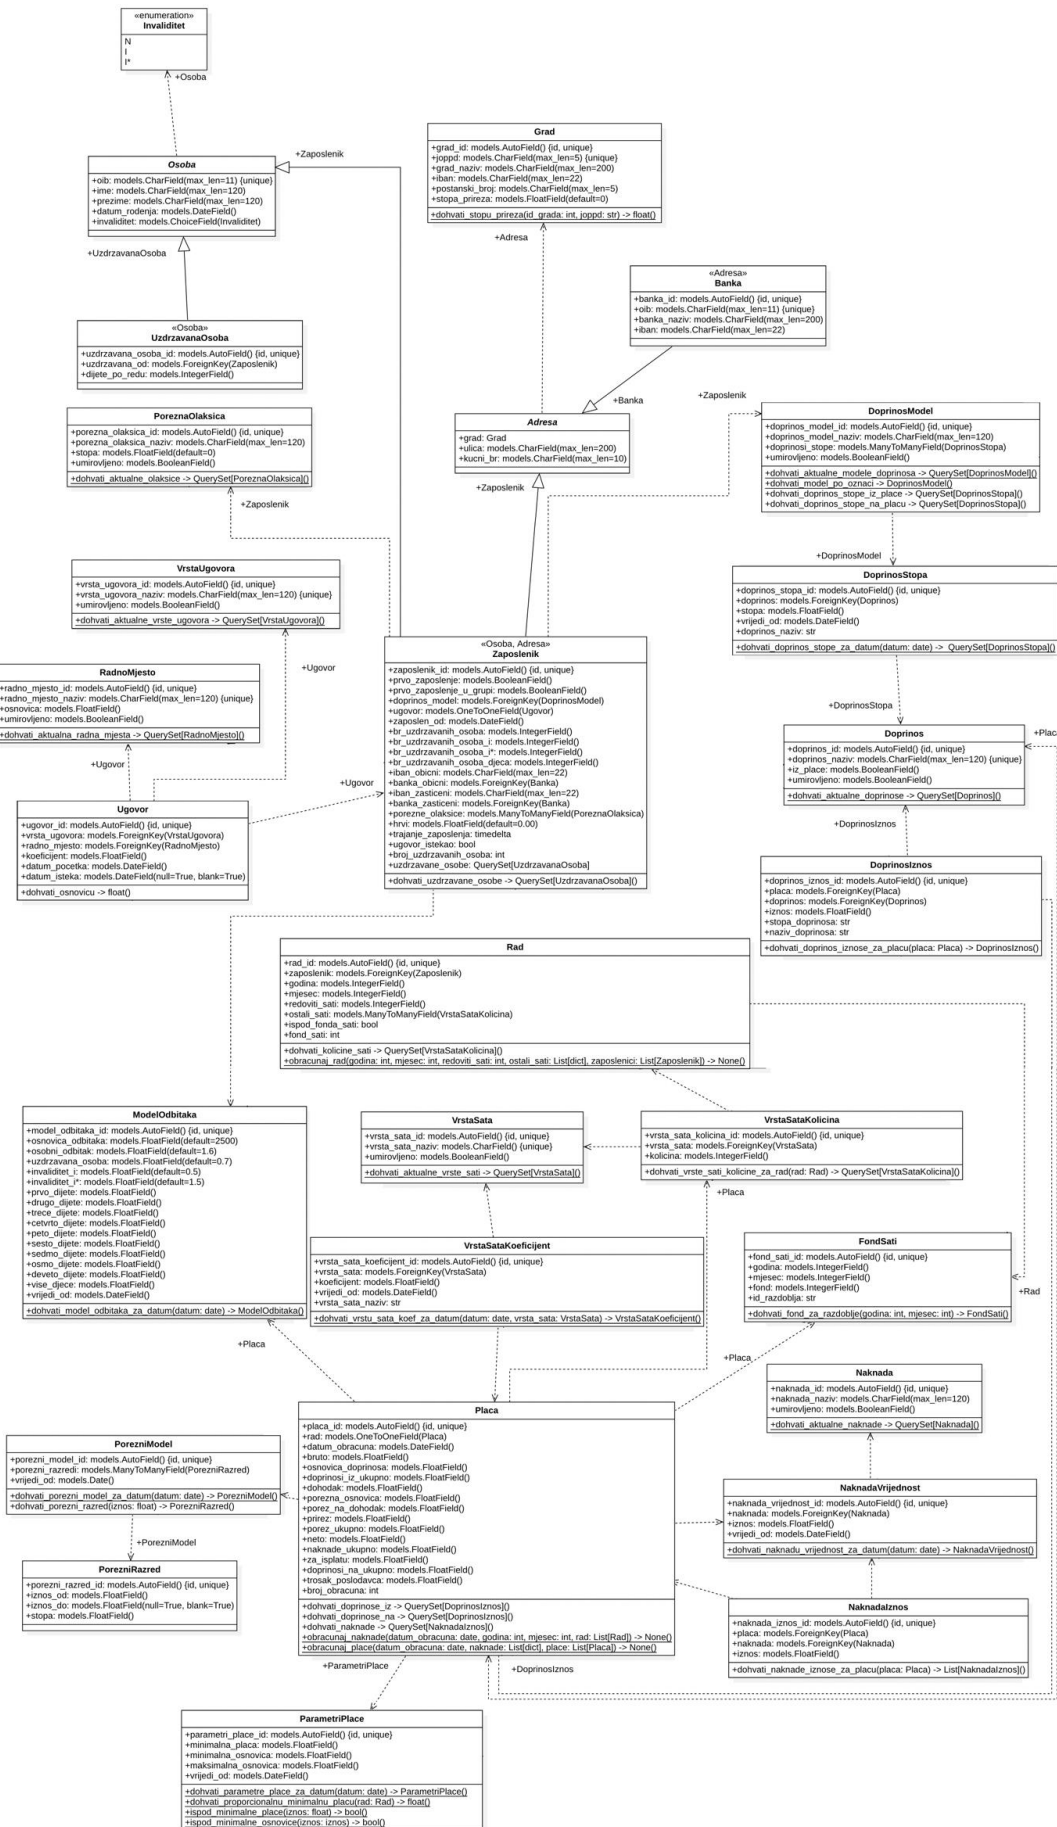 «enumeration»
Invaliditet
N
I
I*
+Osoba
Osoba
+oib: models.CharField(max_len=11) {unique}
+ime: models.CharField(max_len=120)
+prezime: models.CharField(max_len=120)
+datum_rodenja: models.DateField()
+invaliditet: models.ChoiceField(Invaliditet)
+Zaposlenik
+UzdrzavanaOsoba
Grad
+grad_id: models.AutoField() {id, unique}
+joppd: models.CharField(max_len=5) {unique}
+grad_naziv: models.CharField(max_len=200)
+iban: models.CharField(max_len=22)
+postanski_broj: models.CharField(max_len=5)
+stopa_prireza: models.FloatField(default=0)
+dohvati_stopu_prireza(id_grada: int, joppd: str) -> float()
+Adresa
«Adresa»
Banka
+banka_id: models.AutoField() {id, unique}
+oib: models.CharField(max_len=11) {unique}
+banka_naziv: models.CharField(max_len=200)
+iban: models.CharField(max_len=22)
+Banka
«Osoba»
UzdrzavanaOsoba
+uzdrzavana_osoba_id: models.AutoField() {id, unique}
+uzdrzavana_od: models.ForeignKey(Zaposlenik)
+dijete_po_redu: models.IntegerField()
PoreznaOlaksica
+porezna_olaksica_id: models.AutoField() {id, unique}
+porezna_olaksica_naziv: models.CharField(max_len=120)
+stopa: models.FloatField(default=0)
+umirovljeno: models.BooleanField()
+dohvati_aktualne_olaksice -> QuerySet[PoreznaOlaksica]()
+Zaposlenik
Adresa
+grad: Grad
+ulica: models.CharField(max_len=200)
+kucni_br: models.CharField(max_len=10)
+Zaposlenik
+Zaposlenik
DoprinosModel
+doprinos_model_id: models.AutoField() {id, unique}
+doprinos_model_naziv: models.CharField(max_len=120)
+doprinosi_stope: models.ManyToManyField(DoprinosStopa)
+umirovljeno: models.BooleanField()
+dohvati_aktualne_modele_doprinosa -> QuerySet[DoprinosModel]()
+dohvati_model_po_oznaci -> DoprinosModel()
+dohvati_doprinos_stope_iz_place -> QuerySet[DoprinosStopa]()
+dohvati_doprinos_stope_na_placu -> QuerySet[DoprinosStopa]()
+DoprinosModel
VrstaUgovora
+vrsta_ugovora_id: models.AutoField() {id, unique}
+vrsta_ugovora_naziv: models.CharField(max_len=120) {unique}
+umirovljeno: models.BooleanField()
+dohvati_aktualne_vrste_ugovora -> QuerySet[VrstaUgovora]()
DoprinosStopa
+doprinos_stopa_id: models.AutoField() {id, unique}
+doprinos: models.ForeignKey(Doprinos)
+stopa: models.FloatField()
+vrijedi_od: models.DateField()
+doprinos_naziv: str
+dohvati_doprinos_stope_za_datum(datum: date) -> QuerySet[DoprinosStopa]()
+DoprinosStopa
+Ugovor
RadnoMjesto
+radno_mjesto_id: models.AutoField() {id, unique}
+radno_mjesto_naziv: models.CharField(max_len=120) {unique}
+osnovica: models.FloatField()
+umirovljeno: models.BooleanField()
+dohvati_aktualna_radna_mjesta -> QuerySet[RadnoMjesto]()
+Ugovor
«Osoba, Adresa»
Zaposlenik
+zaposlenik_id: models.AutoField() {id, unique}
+prvo_zaposlenje: models.BooleanField()
+prvo_zaposlenje_u_grupi: models.BooleanField()
+doprinos_model: models.ForeignKey(DoprinosModel)
+ugovor: models.OneToOneField(Ugovor)
+zaposlen_od: models.DateField()
+br_uzdrzavanih_osoba: models.IntegerField()
+br_uzdrzavanih_osoba_i: models.IntegerField()
+br_uzdrzavanih_osoba_i*: models.IntegerField()
+br_uzdrzavanih_osoba_djeca: models.IntegerField()
+iban_obicni: models.CharField(max_len=22)
+banka_obicni: models.ForeignKey(Banka)
+iban_zasticeni: models.CharField(max_len=22)
+banka_zasticeni: models.ForeignKey(Banka)
+porezne_olaksice: models.ManyToManyField(PoreznaOlaksica)
+hrvi: models.FloatField(default=0.00)
+trajanje_zaposlenja: timedelta
+ugovor_istekao: bool
+broj_uzdrzavanih_osoba: int
+uzdrzavane_osobe: QuerySet[UzdrzavanaOsoba]
+dohvati_uzdrzavane_osobe -> QuerySet[UzdrzavanaOsoba]()
+Ugovor
Ugovor
+ugovor_id: models.AutoField() {id, unique}
+vrsta_ugovora: models.ForeignKey(VrstaUgovora)
+radno_mjesto: models.ForeignKey(RadnoMjesto)
+koeficijent: models.FloatField()
+datum_pocetka: models.DateField()
+datum_isteka: models.DateField(null=True, blank=True)
+dohvati_osnovicu -> float()
Doprinos
+doprinos_id: models.AutoField() {id, unique}
+doprinos_naziv: models.CharField(max_len=120) {unique}
+iz_place: models.BooleanField()
+umirovljeno: models.BooleanField()
+dohvati_aktualne_doprinose -> QuerySet[Doprinos]()
+Placa
+DoprinosIznos
DoprinosIznos
+doprinos_iznos_id: models.AutoField() {id, unique}
+placa: models.ForeignKey(Placa)
+doprinos: models.ForeignKey(Doprinos)
+iznos: models.FloatField()
+stopa_doprinosa: str
+naziv_doprinosa: str
+dohvati_doprinos_iznose_za_placu(placa: Placa) -> DoprinosIznos()
Rad
+rad_id: models.AutoField() {id, unique}
+zaposlenik: models.ForeignKey(Zaposlenik)
+godina: models.IntegerField()
+mjesec: models.IntegerField()
+redoviti_sati: models.IntegerField()
+ostali_sati: models.ManyToManyField(VrstaSataKolicina)
+ispod_fonda_sati: bool
+fond_sati: int
+dohvati_kolicine_sati -> QuerySet[VrstaSataKolicina]()
+obracunaj_rad(godina: int, mjesec: int, redoviti_sati: int, ostali_sati: List[dict], zaposlenici: List[Zaposlenik]) -> None()
ModelOdbitaka
+model_odbitaka_id: models.AutoField() {id, unique}
+osnovica_odbitaka: models.FloatField(default=2500)
+osobni_odbitak: models.FloatField(default=1.6)
+uzdrzavana_osoba: models.FloatField(default=0.7)
+invaliditet_i: models.FloatField(default=0.5)
+invaliditet_i*: models.FloatField(default=1.5)
+prvo_dijete: models.FloatField()
+drugo_dijete: models.FloatField()
+trece_dijete: models.FloatField()
+cetvrto_dijete: models.FloatField()
+peto_dijete: models.FloatField()
+sesto_dijete: models.FloatField()
+sedmo_dijete: models.FloatField()
+osmo_dijete: models.FloatField()
+deveto_dijete: models.FloatField()
+vise_djece: models.FloatField()
+vrijedi_od: models.DateField()
+dohvati_model_odbitaka_za_datum(datum: date) -> ModelOdbitaka()
VrstaSata
+vrsta_sata_id: models.AutoField() {id, unique}
+vrsta_sata_naziv: models.CharField() {unique}
+umirovljeno: models.BooleanField()
+dohvati_aktualne_vrste_sati -> QuerySet[VrstaSata]()
VrstaSataKolicina
+vrsta_sata_kolicina_id: models.AutoField() {id, unique}
+vrsta_sata: models.ForeignKey(VrstaSata)
+kolicina: models.IntegerField()
+dohvati_vrste_sati_kolicine_za_rad(rad: Rad) -> QuerySet[VrstaSataKolicina]()
+Placa
VrstaSataKoeficijent
+vrsta_sata_koeficijent_id: models.AutoField() {id, unique}
+vrsta_sata: models.ForeignKey(VrstaSata)
+koeficijent: models.FloatField()
+vrijedi_od: models.DateField()
+vrsta_sata_naziv: str
+dohvati_vrstu_sata_koef_za_datum(datum: date, vrsta_sata: VrstaSata) -> VrstaSataKoeficijent()
FondSati
+fond_sati_id: models.AutoField() {id, unique}
+godina: models.IntegerField()
+mjesec: models.IntegerField()
+fond: models.IntegerField()
+id_razdoblja: str
+dohvati_fond_za_razdoblje(godina: int, mjesec: int) -> FondSati()
+Rad
+Placa
+Placa
Naknada
+naknada_id: models.AutoField() {id, unique}
+naknada_naziv: models.CharField(max_len=120)
+umirovljeno: models.BooleanField()
+dohvati_aktualne_naknade -> QuerySet[Naknada]()
Placa
+placa_id: models.AutoField() {id, unique}
+rad: models.OneToOneField(Placa)
+datum_obracuna: models.DateField()
+bruto: models.FloatField()
+osnovica_doprinosa: models.FloatField()
+doprinosi_iz_ukupno: models.FloatField()
+dohodak: models.FloatField()
+porezna_osnovica: models.FloatField()
+porez_na_dohodak: models.FloatField()
+prirez: models.FloatField()
+porez_ukupno: models.FloatField()
+neto: models.FloatField()
+naknade_ukupno: models.FloatField()
+za_isplatu: models.FloatField()
+doprinosi_na_ukupno: models.FloatField()
+trosak_poslodavca: models.FloatField()
+broj_obracuna: int
+dohvati_doprinose_iz -> QuerySet[DoprinosIznos]()
+dohvati_doprinose_na -> QuerySet[DoprinosIznos]()
+dohvati_naknade -> QuerySet[NaknadaIznos]()
+obracunaj_naknade(datum_obracuna: date, godina: int, mjesec: int, rad: List[Rad]) -> None()
+obracunaj_place(datum_obracuna: date, naknade: List[dict], place: List[Placa]) -> None()
PorezniModel
+porezni_model_id: models.AutoField() {id, unique}
+porezni_razredi: models.ManyToManyField(PorezniRazred)
+vrijedi_od: models.Date()
+dohvati_porezni_model_za_datum(datum: date) -> PorezniModel()
+dohvati_porezni_razred(iznos: float) -> PorezniRazred()
+PorezniModel
PorezniRazred
+porezni_razred_id: models.AutoField() {id, unique}
+iznos_od: models.FloatField()
+iznos_do: models.FloatField(null=True, blank=True)
+stopa: models.FloatField()
NaknadaVrijednost
+naknada_vrijednost_id: models.AutoField() {id, unique}
+naknada: models.ForeignKey(Naknada)
+iznos: models.FloatField()
+vrijedi_od: models.DateField()
+dohvati_naknadu_vrijednost_za_datum(datum: date) -> NaknadaVrijednost()
NaknadaIznos
+naknada_iznos_id: models.AutoField() {id, unique}
+placa: models.ForeignKey(Placa)
+naknada: models.ForeignKey(Naknada)
+iznos: models.FloatField()
+dohvati_naknade_iznose_za_placu(placa: Placa) -> List[NaknadaIznos]()
+ParametriPlace
+DoprinosIznos
ParametriPlace
+parametri_place_id: models.AutoField() {id, unique}
+minimalna_placa: models.FloatField()
+minimalna_osnovica: models.FloatField()
+maksimalna_osnovica: models.FloatField()
+vrijedi_od: models.DateField()
+dohvati_parametre_place_za_datum(datum: date) -> ParametriPlace()
+dohvati_proporcionalnu_minimalnu_placu(rad: Rad) -> float()
+ispod_minimalne_place(iznos: float) -> bool()
+ispod_minimalne_osnovice(iznos: iznos) -> bool()